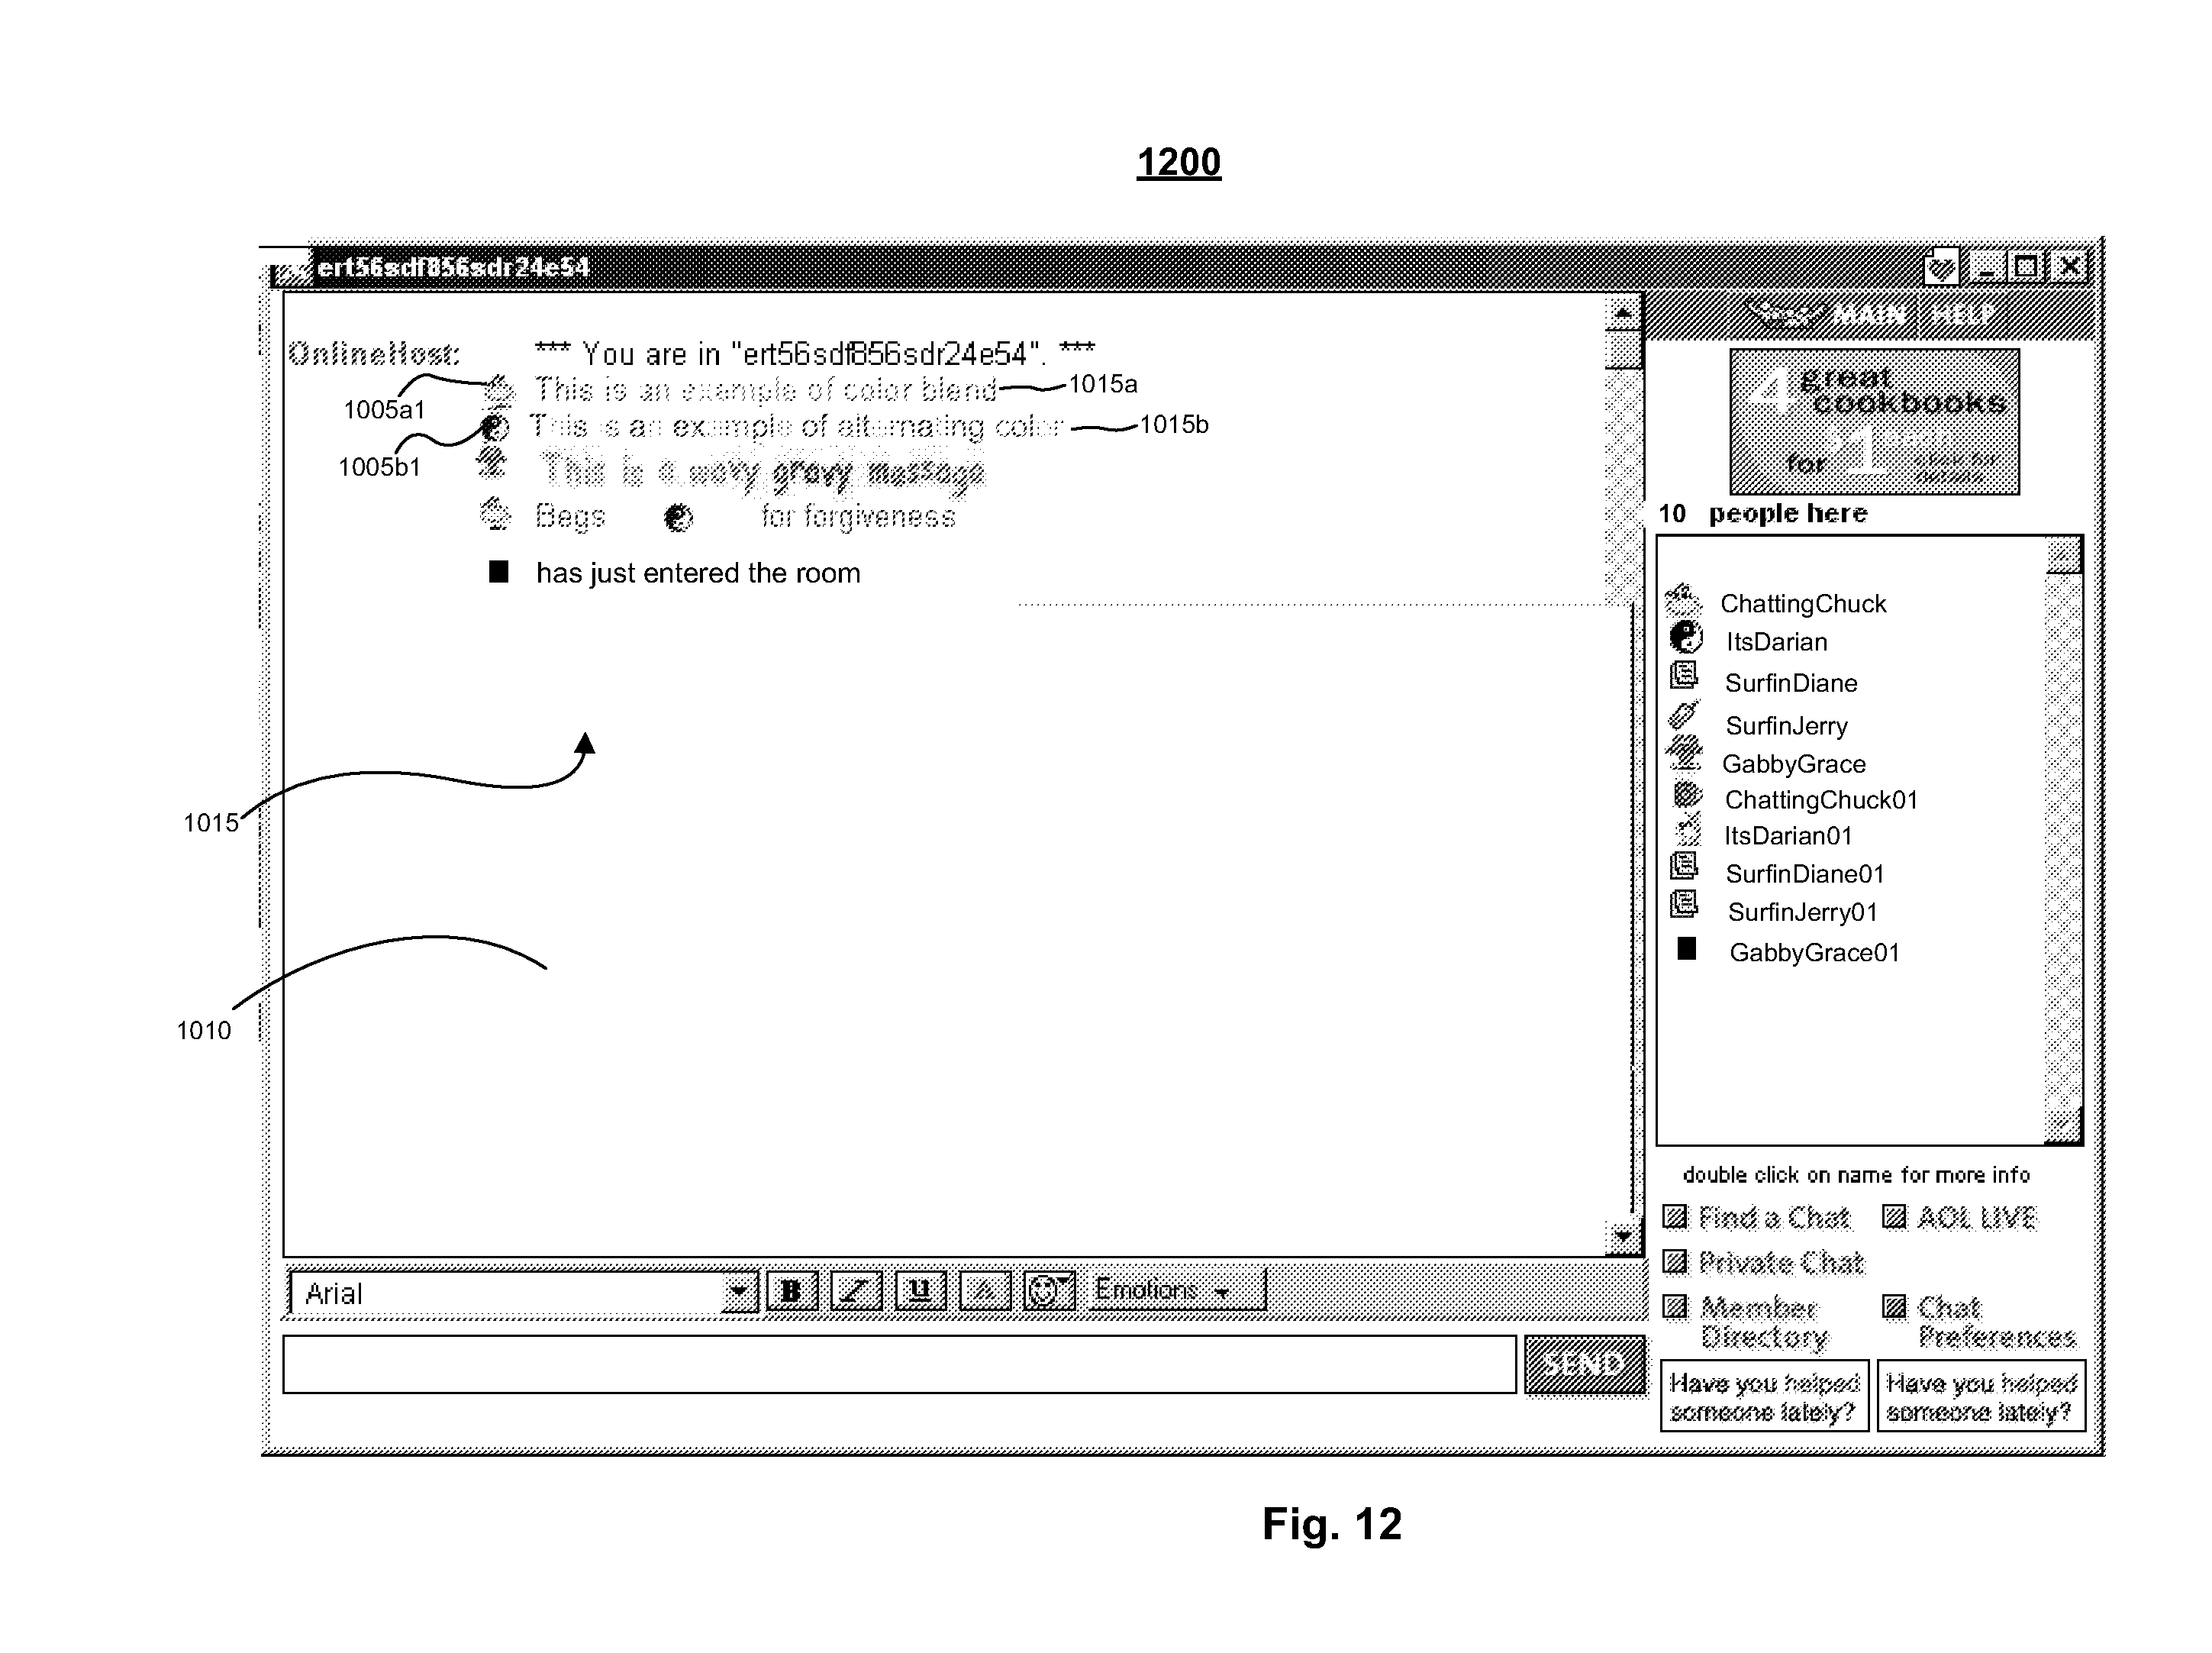 1200
ert56sdf856sdr24e54
MAIN HELP
OnlineHost: *** You are in "ert56sdf856sdr24e54". ***
This is an example of color blend 1015a
1005a1
This is an example of alternating color 1015b
1005b1
This is a wavy gravy message
Begs for forgiveness
has just entered the room
4 great
cookbooks
for $1
10 people here
ChattingChuck
ItsDarian
SurfinDiane
SurfinJerry
GabbyGrace
ChattingChuck01
ItsDarian01
SurfinDiane01
SurfinJerry01
GabbyGrace01
1015
1010
double click on name for more info
Find a Chat AOL LIVE
Private Chat
Member Directory
Chat Preferences
Arial B I U A Emotions
SEND
Have you helped
someone lately?
Have you helped
someone lately?
Fig. 12